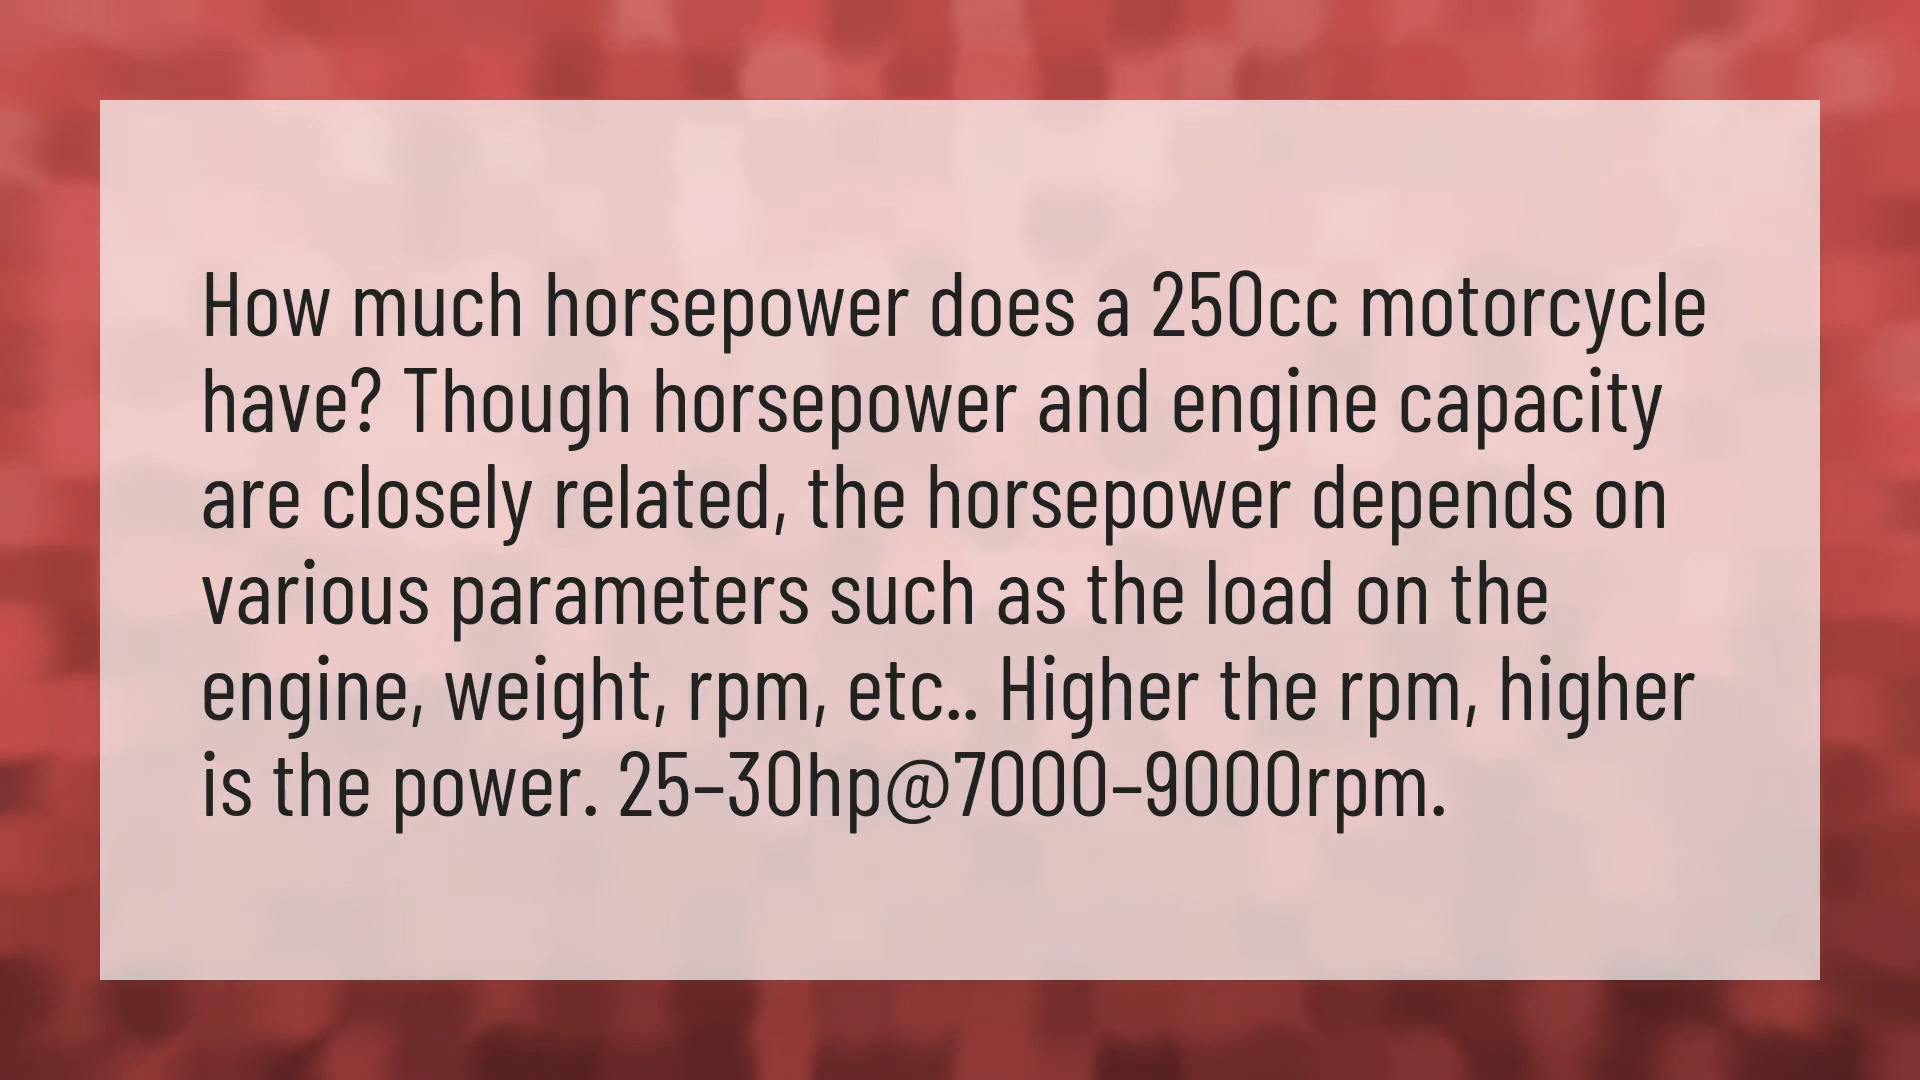 How much horsepower does a 250cc motorcycle
have? Though horsepower and engine capacity
are closely related, the horsepower depends on
various parameters such as the load on the
engine, weight, rpm, etc.. Higher the rpm, higher
is the power. 25–30hp@7000–9000rpm.